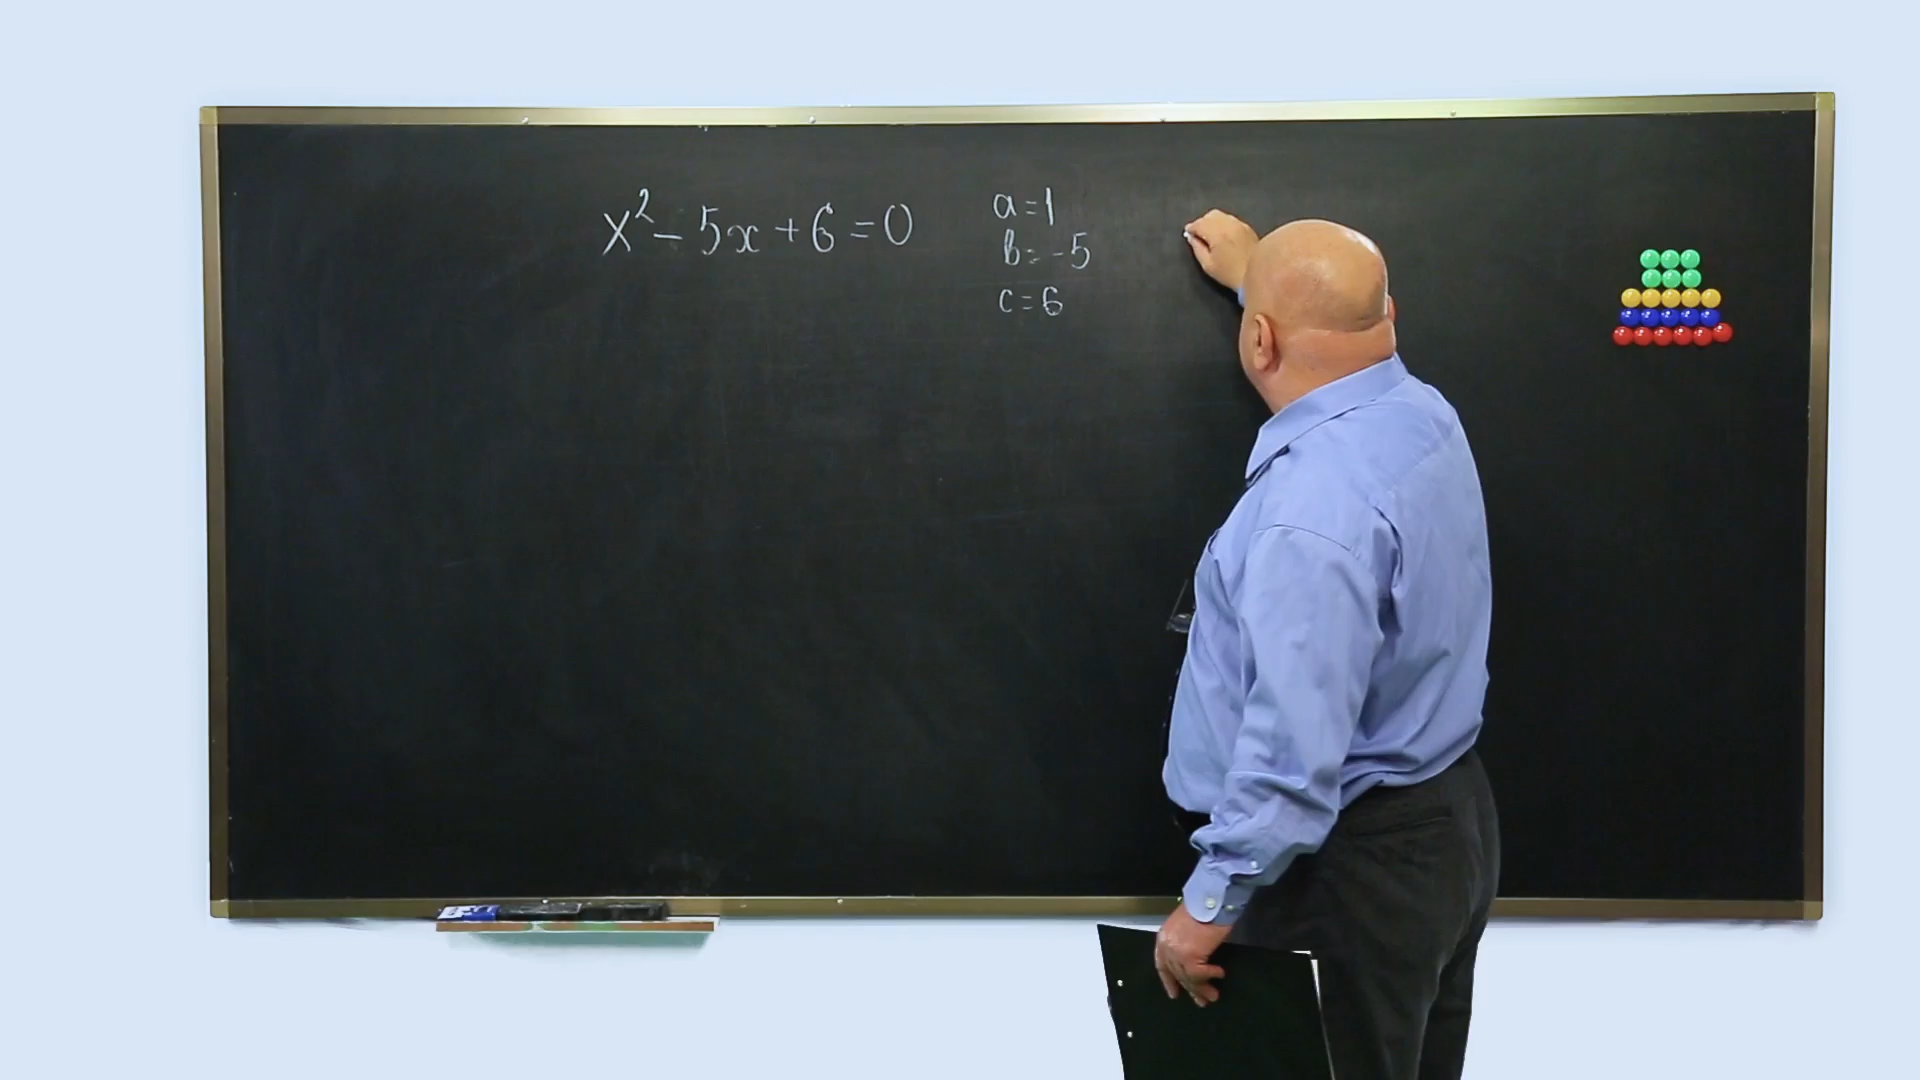 x² - 5x + 6 = 0
a = 1
b = -5
c = 6